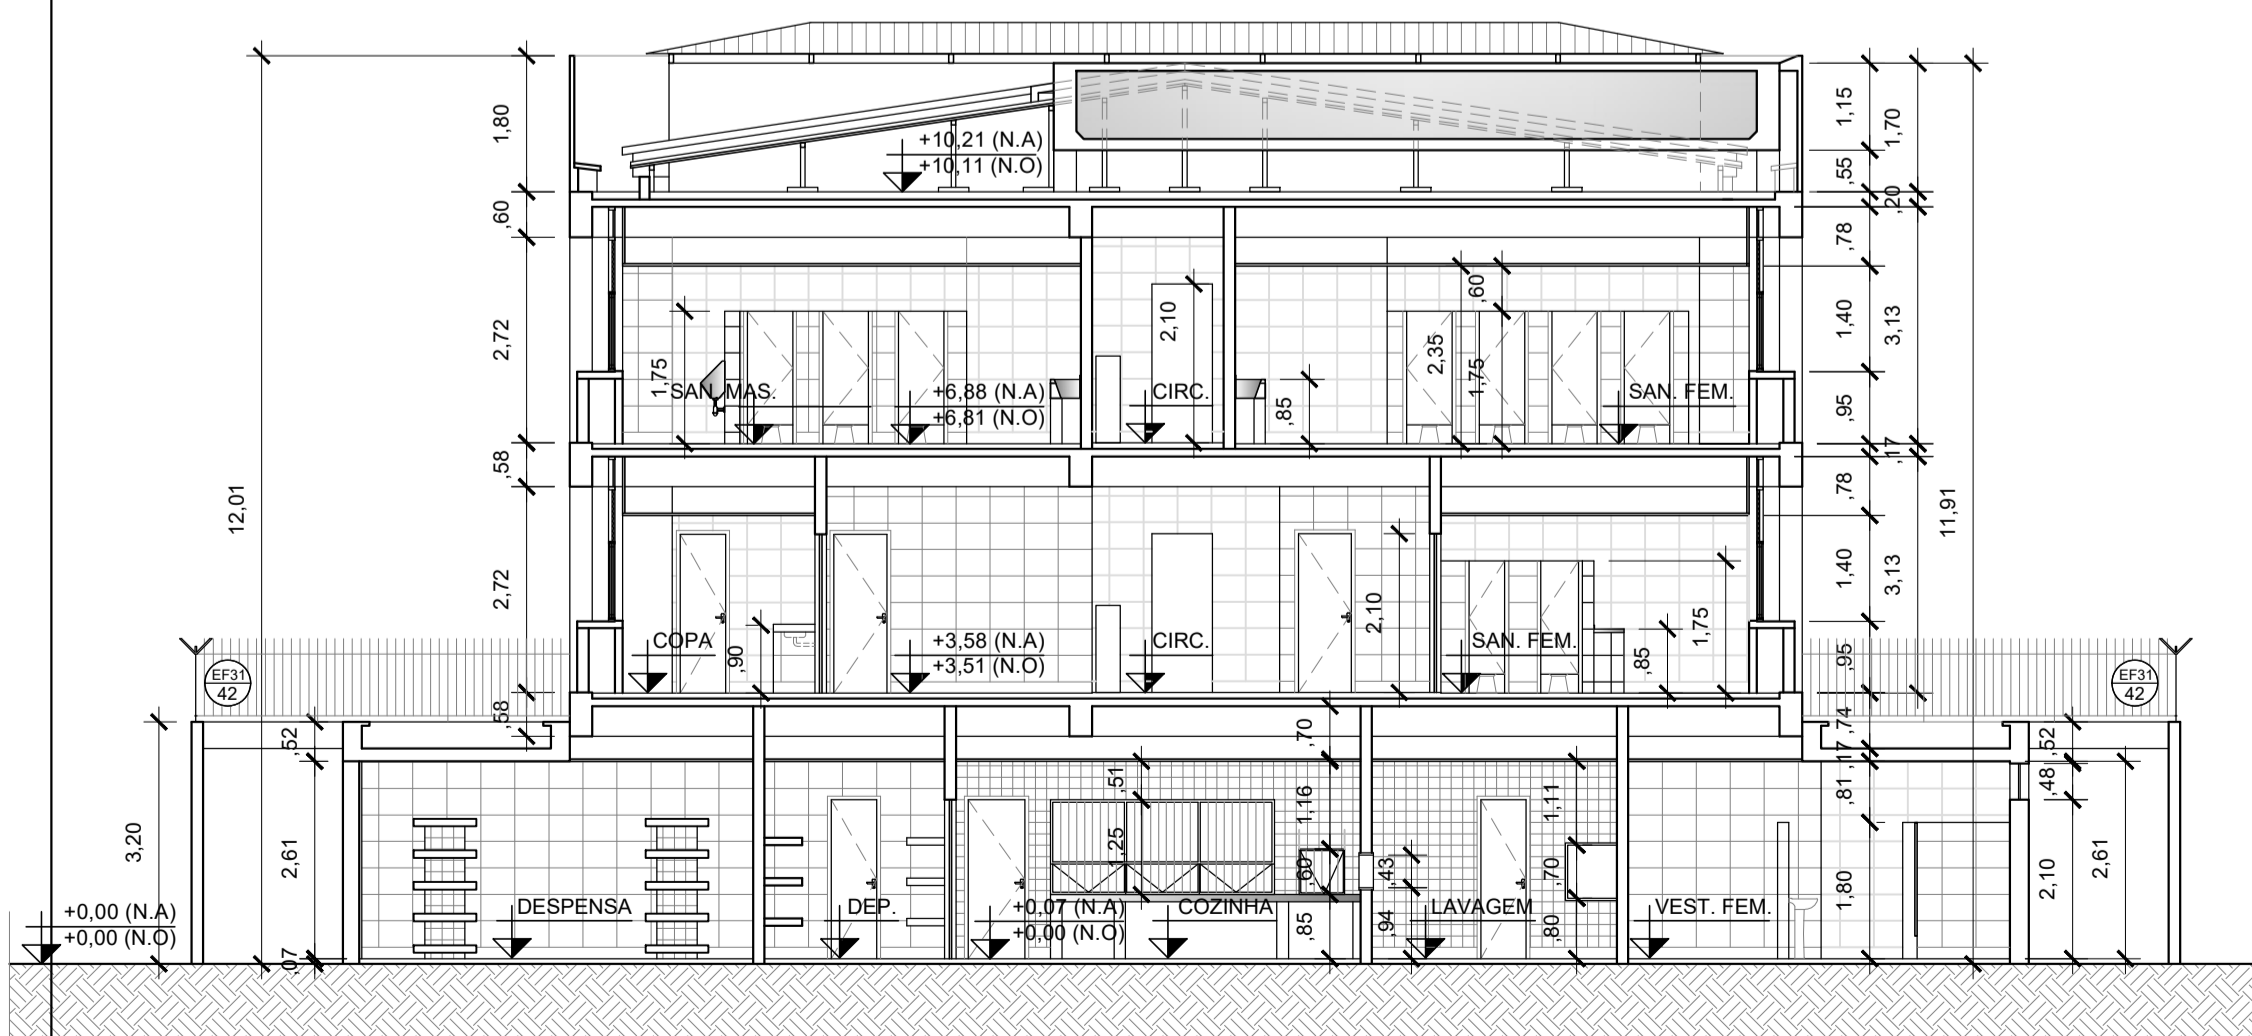 1,80
,60
2,72
,58
2,72
,58
12,01
1,15
1,70
,55
,20
,78
1,40
3,13
,95
,17
,78
1,40
3,13
11,91
,95
,74
,17
,81
1,80
+10,21 (N.A)
+10,11 (N.O)
1,75
SAN. MAS.
+6,88 (N.A)
+6,81 (N.O)
2,10
CIRC.
,85
2,35
,60
1,75
SAN. FEM.
COPA
,90
+3,58 (N.A)
+3,51 (N.O)
CIRC.
2,10
SAN. FEM.
,85
1,75
EF31
42
EF31
42
3,20
,52
2,61
,07
+0,00 (N.A)
+0,00 (N.O)
DESPENSA
DEP.
+0,07 (N.A)
+0,00 (N.O)
,51
1,25
COZINHA
,70
1,16
,60
,85
,43
,94
LAVAGEM
1,11
,70
,80
VEST. FEM.
,52
,48
2,10
2,61